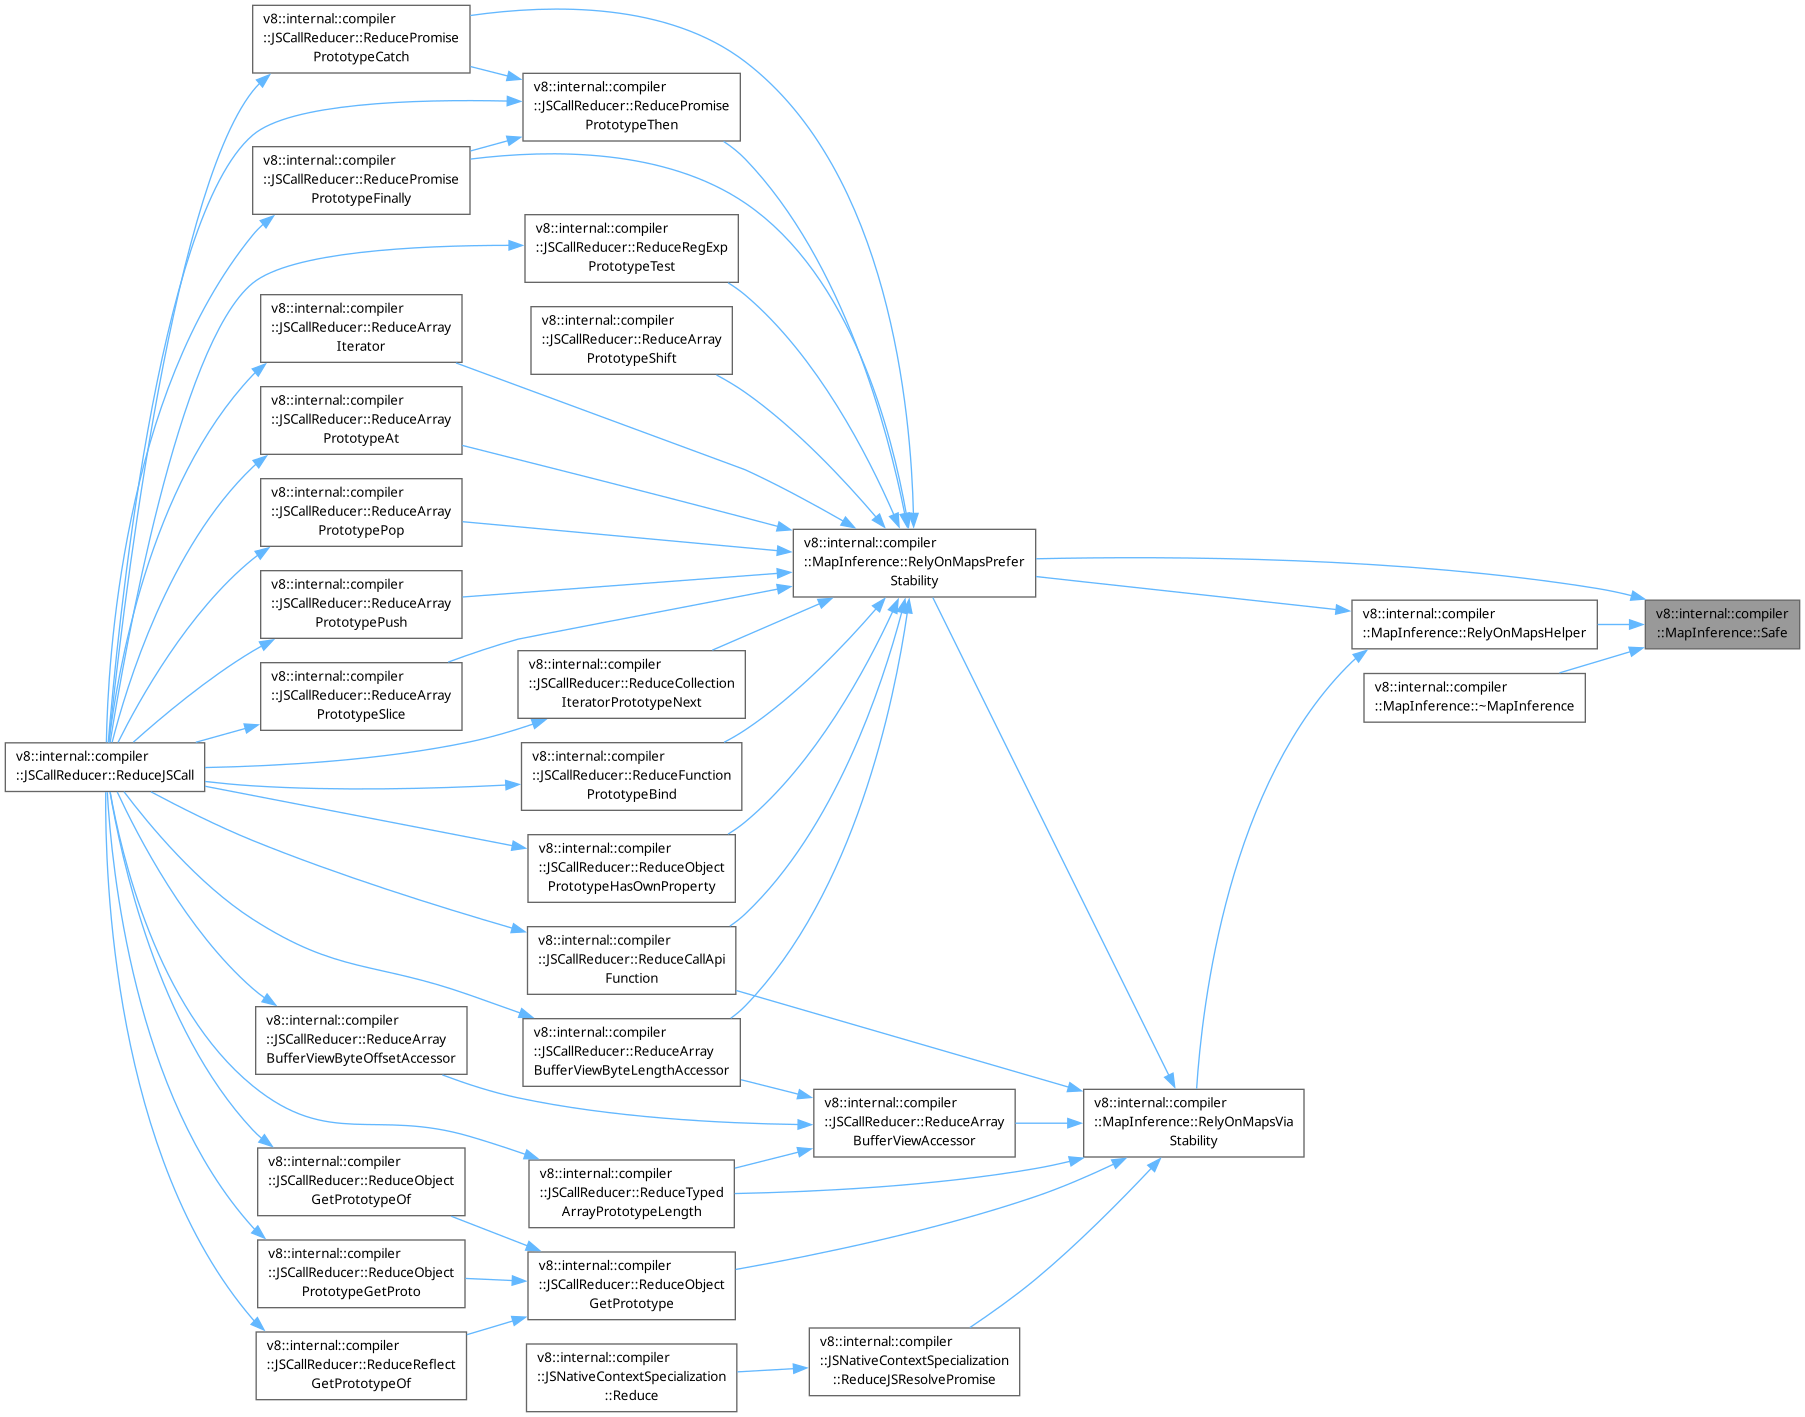 v8::internal::compiler
::JSCallReducer::ReducePromise
PrototypeCatch
v8::internal::compiler
::JSCallReducer::ReducePromise
PrototypeThen
v8::internal::compiler
::JSCallReducer::ReducePromise
PrototypeFinally
v8::internal::compiler
::JSCallReducer::ReduceRegExp
PrototypeTest
v8::internal::compiler
::JSCallReducer::ReduceArray
Iterator
v8::internal::compiler
::JSCallReducer::ReduceArray
PrototypeShift
v8::internal::compiler
::JSCallReducer::ReduceArray
PrototypeAt
v8::internal::compiler
::JSCallReducer::ReduceArray
PrototypePop
v8::internal::compiler
::MapInference::RelyOnMapsPrefer
Stability
v8::internal::compiler
::JSCallReducer::ReduceArray
PrototypePush
v8::internal::compiler
::MapInference::RelyOnMapsHelper
v8::internal::compiler
::MapInference::Safe
v8::internal::compiler
::JSCallReducer::ReduceArray
PrototypeSlice
v8::internal::compiler
::JSCallReducer::ReduceCollection
IteratorPrototypeNext
v8::internal::compiler
::MapInference::~MapInference
v8::internal::compiler
::JSCallReducer::ReduceJSCall
v8::internal::compiler
::JSCallReducer::ReduceFunction
PrototypeBind
v8::internal::compiler
::JSCallReducer::ReduceObject
PrototypeHasOwnProperty
v8::internal::compiler
::JSCallReducer::ReduceCallApi
Function
v8::internal::compiler
::JSCallReducer::ReduceArray
BufferViewByteOffsetAccessor
v8::internal::compiler
::JSCallReducer::ReduceArray
BufferViewByteLengthAccessor
v8::internal::compiler
::JSCallReducer::ReduceArray
BufferViewAccessor
v8::internal::compiler
::MapInference::RelyOnMapsVia
Stability
v8::internal::compiler
::JSCallReducer::ReduceObject
GetPrototypeOf
v8::internal::compiler
::JSCallReducer::ReduceTyped
ArrayPrototypeLength
v8::internal::compiler
::JSCallReducer::ReduceObject
PrototypeGetProto
v8::internal::compiler
::JSCallReducer::ReduceObject
GetPrototype
v8::internal::compiler
::JSCallReducer::ReduceReflect
GetPrototypeOf
v8::internal::compiler
::JSNativeContextSpecialization
::Reduce
v8::internal::compiler
::JSNativeContextSpecialization
::ReduceJSResolvePromise